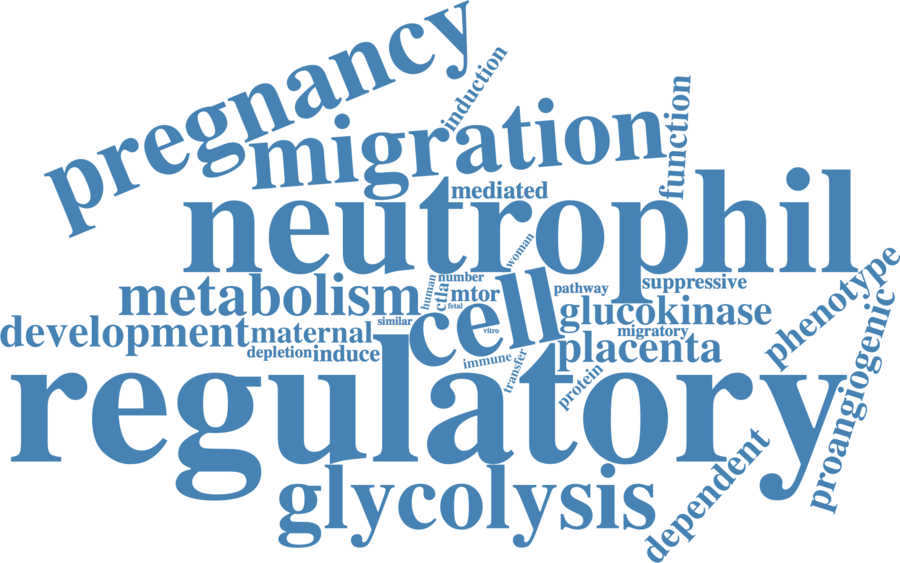 pregnancy
induction
migration
function
mediated
neutrophil
woman
human
number
ctla
mtor
fetal
pathway
suppressive
phenotype
metabolism
cell
glucokinase
similar
vitro
migratory
development
maternal
placenta
depletion
induce
immune
transfer
protein
proangiogenic
regulatory
dependent
glycolysis